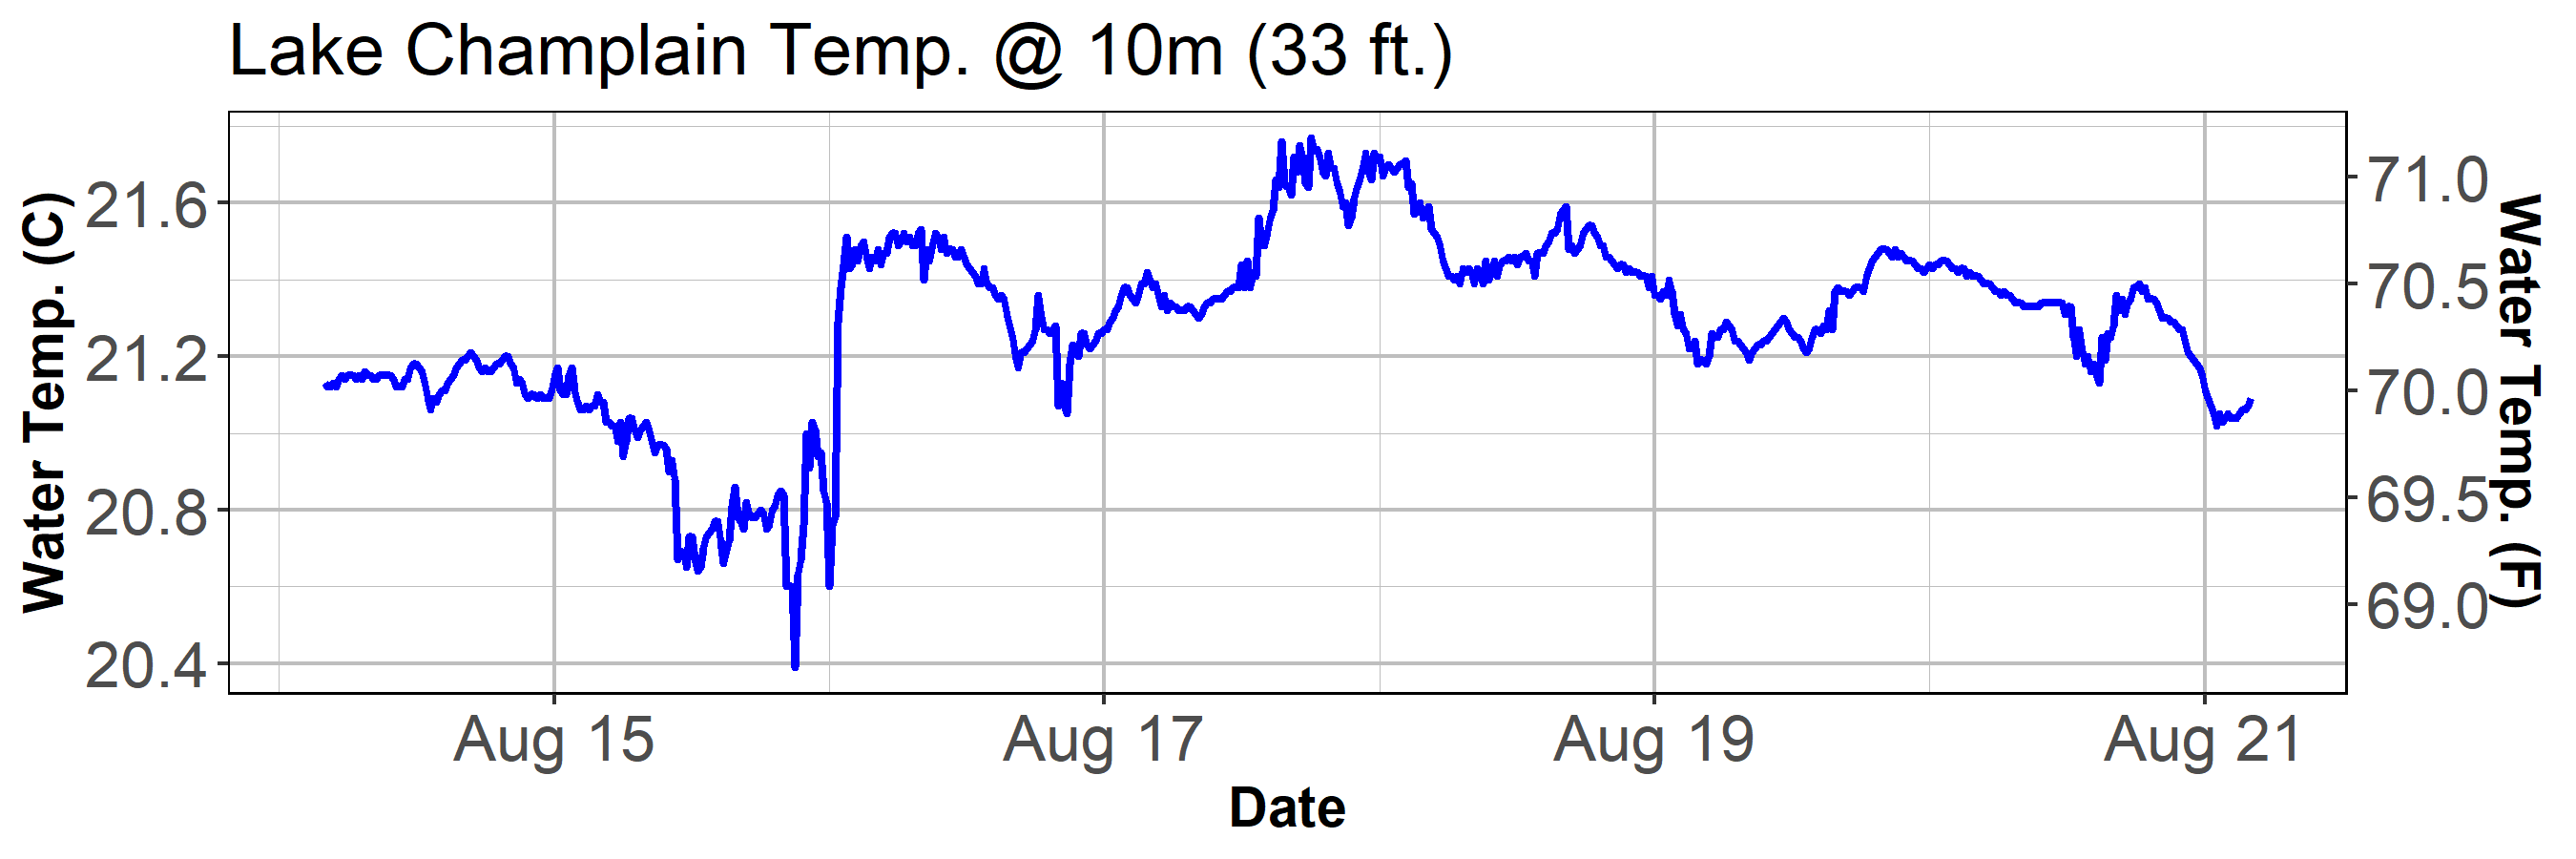 Lake Champlain Temp. @ 10m (33 ft.)
Water Temp. (C)
21.6
21.2
20.8
20.4
71.0
70.5
70.0
69.5
69.0
Water Temp. (F)
Aug 15
Aug 17
Aug 19
Aug 21
Date